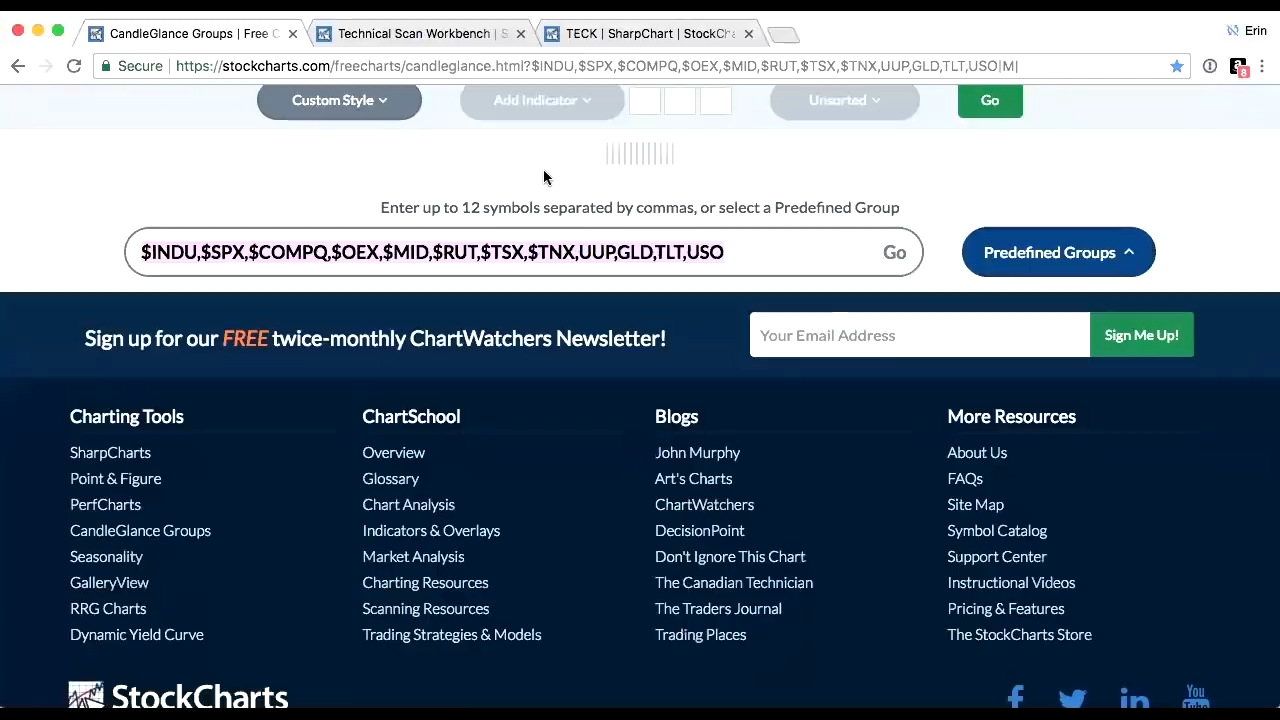 CandleGlance Groups | Free C
Technical Scan Workbench | S
TECK | SharpChart | StockCha
Erin
Secure
https://stockcharts.com/freecharts/candleglance.html?$INDU,$SPX,$COMPQ,$OEX,$MID,$RUT,$TSX,$TNX,UUP,GLD,TLT,USO|M|
a
8
Custom Style
Add Indicator
Unsorted
Go
Enter up to 12 symbols separated by commas, or select a Predefined Group
$INDU,$SPX,$COMPQ,$OEX,$MID,$RUT,$TSX,$TNX,UUP,GLD,TLT,USO
Go
Predefined Groups
Sign up for our FREE twice-monthly ChartWatchers Newsletter!
Your Email Address
Sign Me Up!
Charting Tools
SharpCharts
Point & Figure
PerfCharts
CandleGlance Groups
Seasonality
GalleryView
RRG Charts
Dynamic Yield Curve
ChartSchool
Overview
Glossary
Chart Analysis
Indicators & Overlays
Market Analysis
Charting Resources
Scanning Resources
Trading Strategies & Models
Blogs
John Murphy
Art's Charts
ChartWatchers
DecisionPoint
Don't Ignore This Chart
The Canadian Technician
The Traders Journal
Trading Places
More Resources
About Us
FAQs
Site Map
Symbol Catalog
Support Center
Instructional Videos
Pricing & Features
The StockCharts Store
StockCharts
f
in
You
Tube